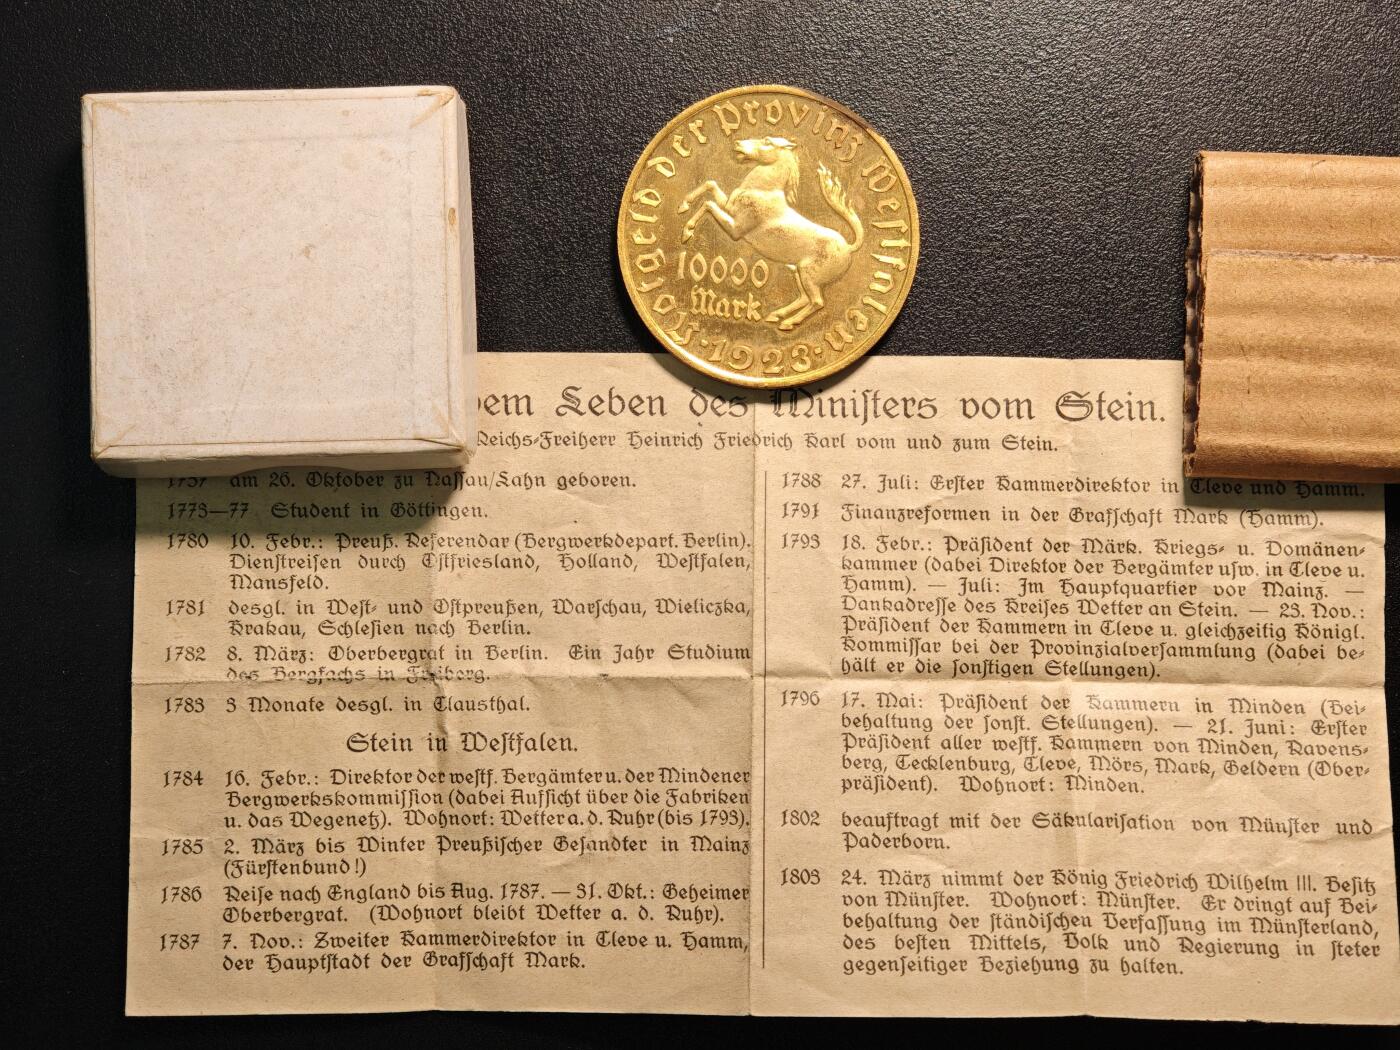 Notgeld der Provinz Westfalen
10000
Mark
·1923·
dem Leben des Ministers vom Stein.
Reichs-Freiherr Heinrich Friedrich Karl vom und zum Stein.
1757 am 26. Oktober zu Nassau/Lahn geboren.
1773—77 Student in Göttingen.
1780 10. Febr.: Preuß. Referendar (Bergwerkdepart. Berlin).
Dienstreisen durch Ostfriesland, Holland, Westfalen,
Mansfeld.
1781 desgl. in West- und Ostpreußen, Warschau, Wieliczka,
Krakau, Schlesien nach Berlin.
1782 8. März: Oberbergrat in Berlin. Ein Jahr Studium
des Bergfachs in Freiberg.
1783 3 Monate desgl. in Clausthal.
Stein in Westfalen.
1784 16. Febr.: Direktor der westf. Bergämter u. der Mindener
Bergwerkskommission (dabei Aufsicht über die Fabriken
u. das Wegenetz). Wohnort: Wetter a. d. Ruhr (bis 1793).
1785 2. März bis Winter Preußischer Gesandter in Mainz
(Fürstenbund!)
1786 Reise nach England bis Aug. 1787. — 31. Okt.: Geheimer
Oberbergrat. (Wohnort bleibt Wetter a. d. Ruhr).
1787 7. Nov.: Zweiter Kammerdirektor in Cleve u. Hamm,
der Hauptstadt der Grafschaft Mark.
1788 27. Juli: Erster Kammerdirektor in Cleve und Hamm.
1791 Finanzreformen in der Grafschaft Mark (Hamm).
1793 18. Febr.: Präsident der Märk. Kriegs- u. Domänen-
kammer (dabei Direktor der Bergämter usw. in Cleve u.
Hamm). — Juli: Im Hauptquartier vor Mainz. —
Dankadresse des Kreises Wetter an Stein. — 23. Nov.:
Präsident der Kammern in Cleve u. gleichzeitig Königl.
Kommissar bei der Provinzialversammlung (dabei be-
hält er die sonstigen Stellungen).
1796 17. Mai: Präsident der Kammern in Minden (Bei-
behaltung der sonst. Stellungen). — 21. Juni: Erster
Präsident aller westf. Kammern von Minden, Ravens-
berg, Tecklenburg, Cleve, Mörs, Mark, Geldern (Ober-
präsident). Wohnort: Minden.
1802 beauftragt mit der Säkularisation von Münster und
Paderborn.
1803 24. März nimmt der König Friedrich Wilhelm III. Besitz
von Münster. Wohnort: Münster. Er dringt auf Bei-
behaltung der ständischen Verfassung im Münsterland,
des besten Mittels, Volk und Regierung in steter
gegenseitiger Beziehung zu halten.